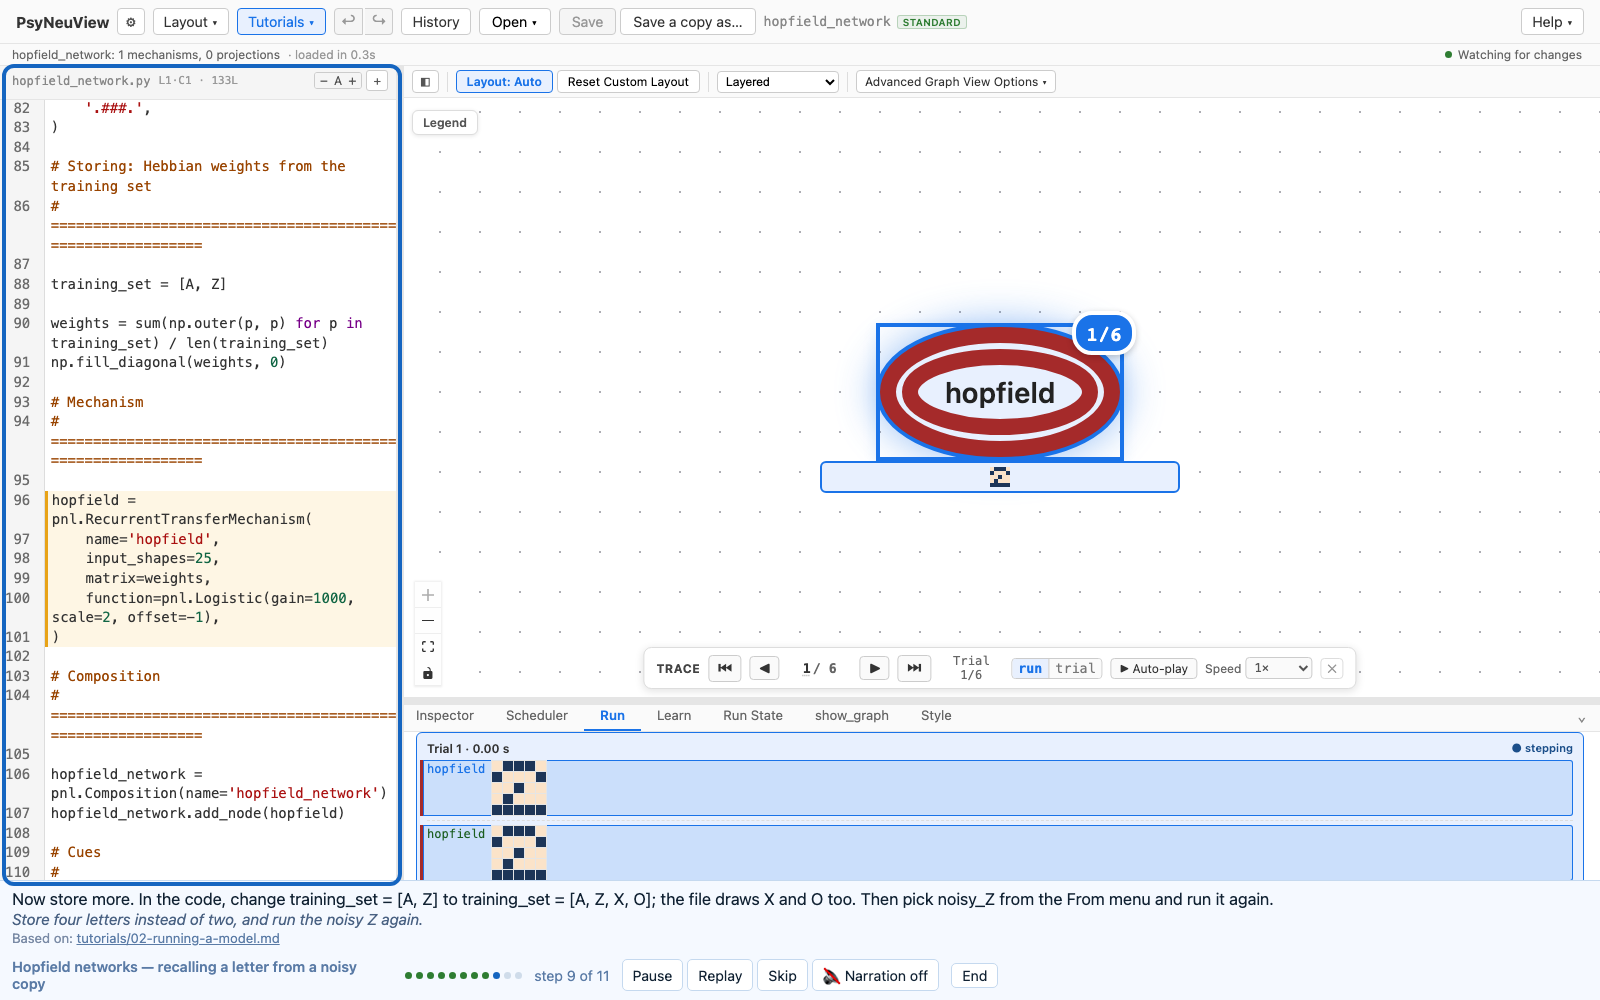 PsyNeuView ⚙ Layout ▾ Tutorials ▾ ↩ ↪ History Open ▾ Save Save a copy as... hopfield_network STANDARD Help ▾
hopfield_network: 1 mechanisms, 0 projections · loaded in 0.3s Watching for changes
hopfield_network.py L1·C1 · 133L − A + +
Layout: Auto Reset Custom Layout Layered Advanced Graph View Options ▾
Legend
82 '.###.',
83 )
84
85 # Storing: Hebbian weights from the
training set
86 #
========================================
==================
87
88 training_set = [A, Z]
89
90 weights = sum(np.outer(p, p) for p in
training_set) / len(training_set)
91 np.fill_diagonal(weights, 0)
92
93 # Mechanism
94 #
========================================
==================
95
96 hopfield =
pnl.RecurrentTransferMechanism(
97 name='hopfield',
98 input_shapes=25,
99 matrix=weights,
100 function=pnl.Logistic(gain=1000,
scale=2, offset=−1),
101 )
102
103 # Composition
104 #
========================================
==================
105
106 hopfield_network =
pnl.Composition(name='hopfield_network')
107 hopfield_network.add_node(hopfield)
108
109 # Cues
110 #
1/6
hopfield
TRACE ⏮ ◀ 1 / 6 ▶ ⏭ Trial 1/6 run trial ▶ Auto-play Speed 1× ✕
Inspector Scheduler Run Learn Run State show_graph Style
Trial 1 · 0.00 s stepping
hopfield
hopfield
Now store more. In the code, change training_set = [A, Z] to training_set = [A, Z, X, O]; the file draws X and O too. Then pick noisy_Z from the From menu and run it again.
Store four letters instead of two, and run the noisy Z again.
Based on: tutorials/02-running-a-model.md
Hopfield networks — recalling a letter from a noisy
copy
step 9 of 11 Pause Replay Skip Narration off End